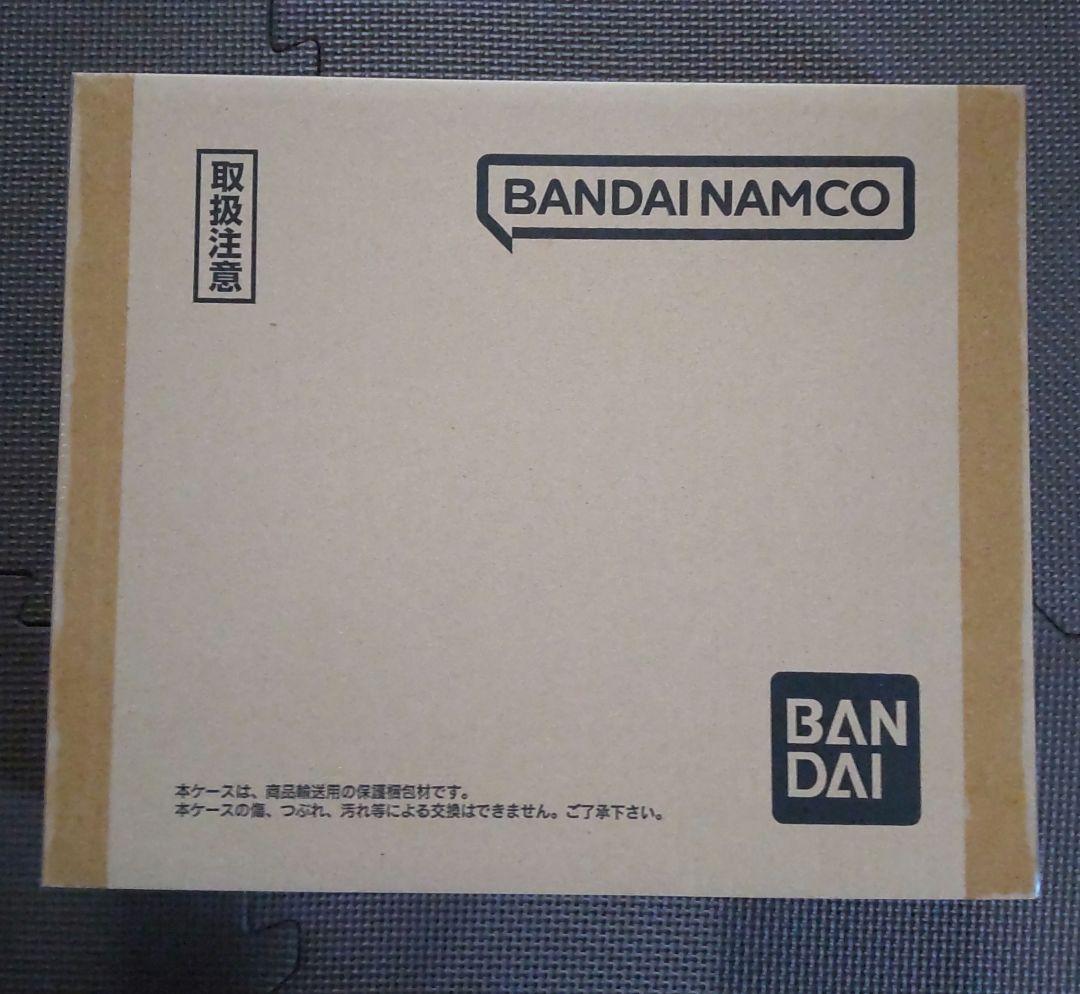 取扱注意
BANDAI NAMCO
本ケースは、商品輸送用の保護梱包材です。
本ケースの傷、つぶれ、汚れ等による交換はできません。ご了承下さい。
BAN
DAI